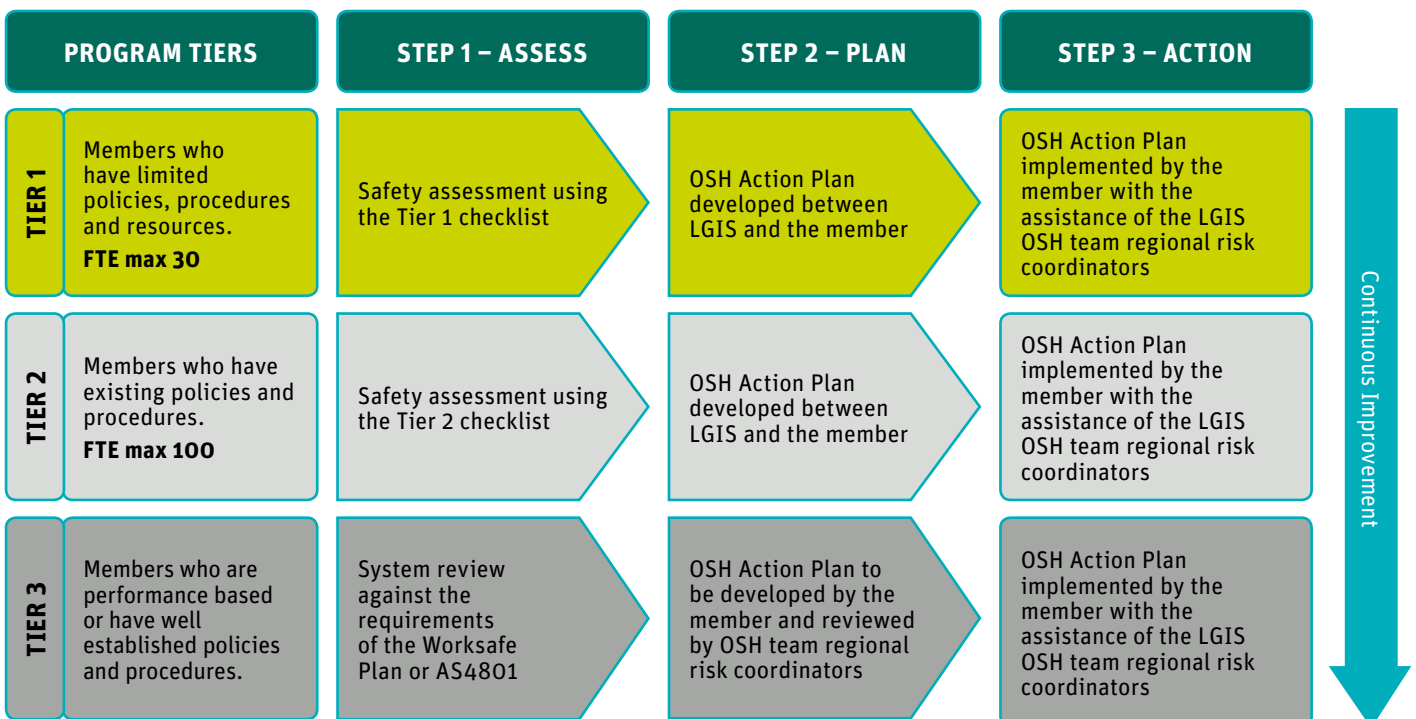 PROGRAM TIERS
STEP 1 – ASSESS
STEP 2 – PLAN
STEP 3 – ACTION
TIER 1
Members who
have limited
policies, procedures
and resources.
FTE max 30
Safety assessment using
the Tier 1 checklist
OSH Action Plan
developed between
LGIS and the member
OSH Action Plan
implemented by the
member with the
assistance of the LGIS
OSH team regional risk
coordinators
TIER 2
Members who have
existing policies and
procedures.
FTE max 100
Safety assessment using
the Tier 2 checklist
OSH Action Plan
developed between
LGIS and the member
OSH Action Plan
implemented by the
member with the
assistance of the LGIS
OSH team regional risk
coordinators
TIER 3
Members who are
performance based
or have well
established policies
and procedures.
System review
against the
requirements
of the Worksafe
Plan or AS4801
OSH Action Plan to
be developed by the
member and reviewed
by OSH team regional
risk coordinators
OSH Action Plan
implemented by the
member with the
assistance of the LGIS
OSH team regional risk
coordinators
Continuous Improvement